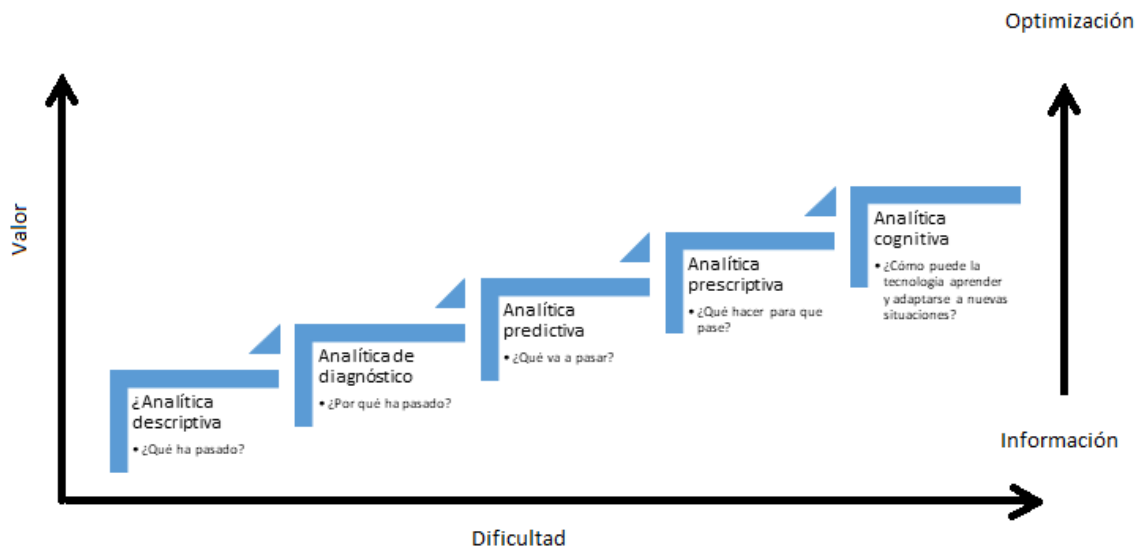 Optimización
Valor
¿Analítica
descriptiva
• ¿Qué ha pasado?
Analítica de
diagnóstico
• ¿Por qué ha pasado?
Analítica
predictiva
• ¿Qué va a pasar?
Analítica
prescriptiva
• ¿Qué hacer para que
pase?
Analítica
cognitiva
• ¿Cómo puede la
tecnología aprender
y adaptarse a nuevas
situaciones?
Información
Dificultad